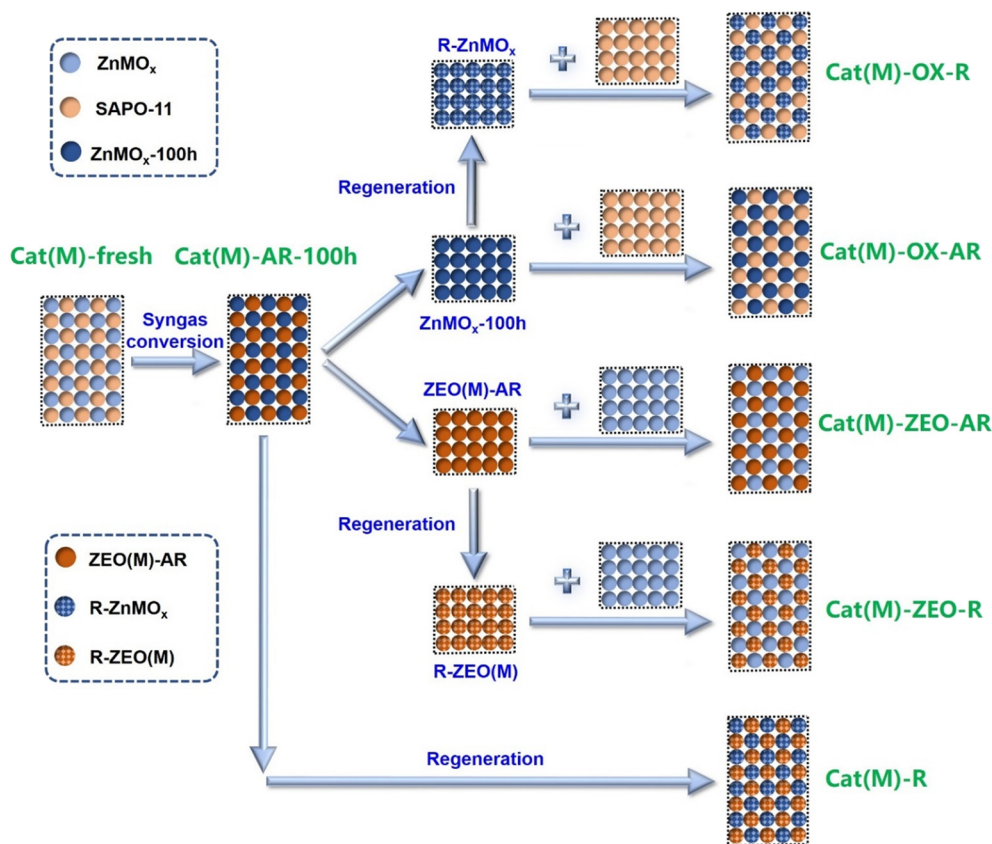 ZnMOₓ
SAPO-11
ZnMOₓ-100h
R-ZnMOₓ
Cat(M)-OX-R
Regeneration
Cat(M)-fresh
Cat(M)-AR-100h
Cat(M)-OX-AR
Syngas
conversion
ZnMOₓ-100h
ZEO(M)-AR
Cat(M)-ZEO-AR
Regeneration
ZEO(M)-AR
R-ZnMOₓ
R-ZEO(M)
Cat(M)-ZEO-R
R-ZEO(M)
Regeneration
Cat(M)-R